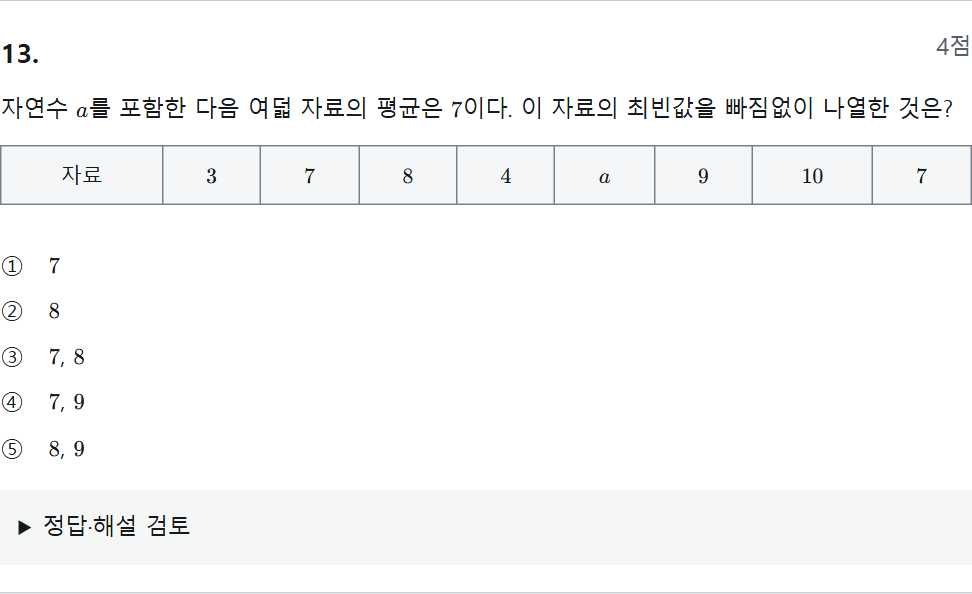 13.
4점
자연수 a를 포함한 다음 여덟 자료의 평균은 7이다. 이 자료의 최빈값을 빠짐없이 나열한 것은?
자료 3 7 8 4 a 9 10 7
① 7
② 8
③ 7, 8
④ 7, 9
⑤ 8, 9
▶ 정답·해설 검토